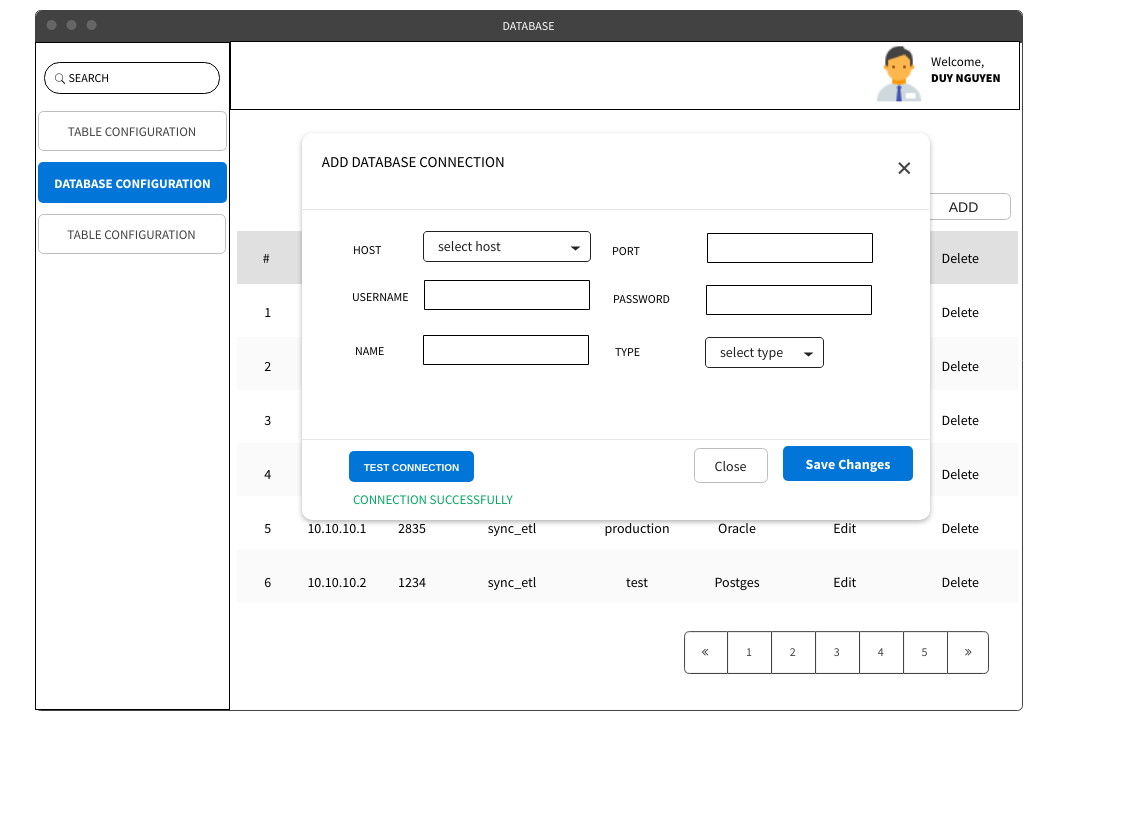 DATABASE
SEARCH
Welcome,
DUY NGUYEN
TABLE CONFIGURATION
DATABASE CONFIGURATION
TABLE CONFIGURATION
ADD DATABASE CONNECTION
ADD
HOST select host PORT
USERNAME PASSWORD
NAME TYPE select type
TEST CONNECTION Close Save Changes
CONNECTION SUCCESSFULLY
# Delete
1 Delete
2 Delete
3 Delete
4 Delete
5 10.10.10.1 2835 sync_etl production Oracle Edit Delete
6 10.10.10.2 1234 sync_etl test Postges Edit Delete
« 1 2 3 4 5 »